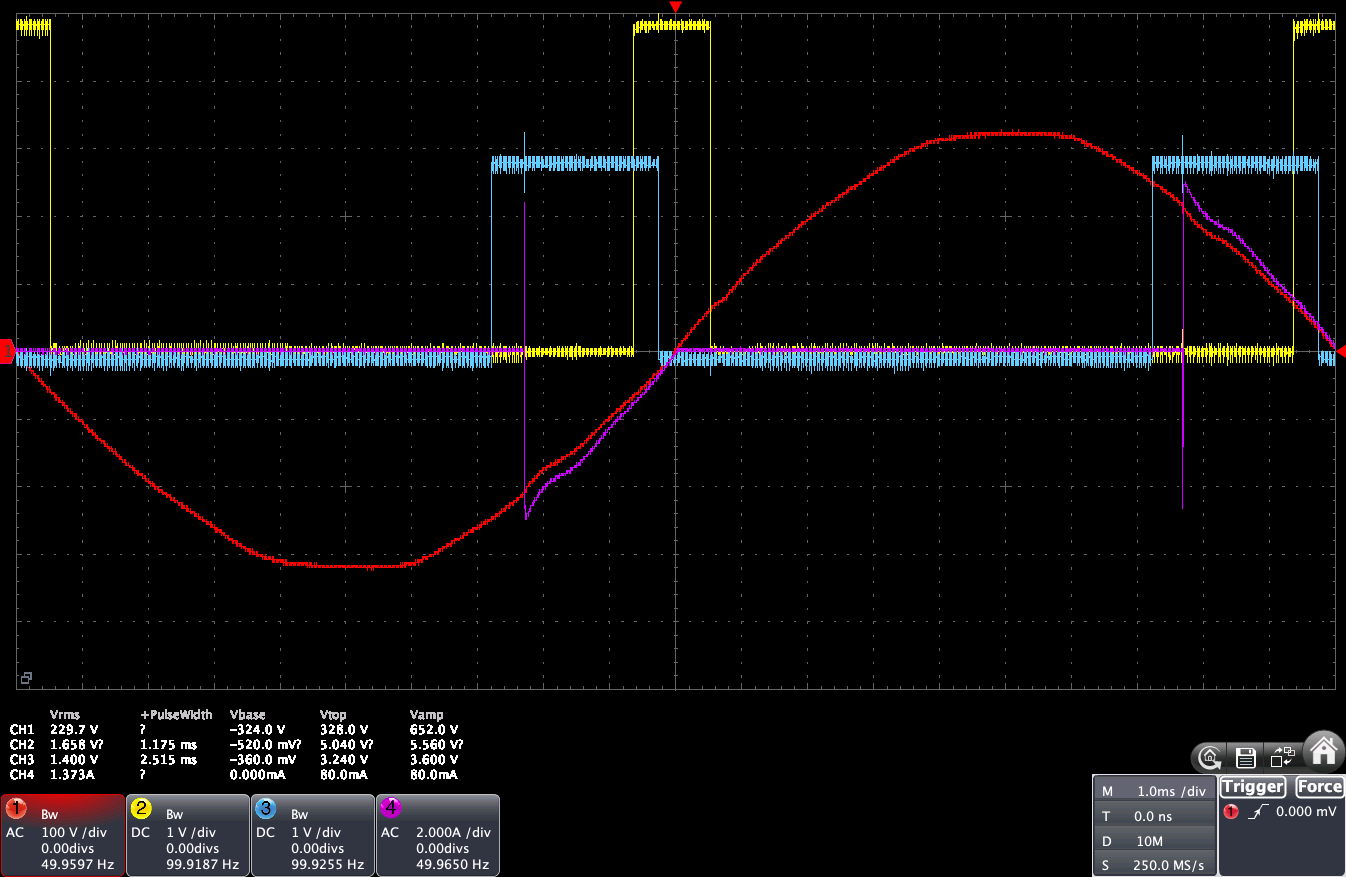 1
Vrms +PulseWidth Vbase Vtop Vamp
CH1 229.7 V ? -324.0 V 328.0 V 652.0 V
CH2 1.658 V? 1.175 ms -520.0 mV? 5.040 V? 5.560 V?
CH3 1.400 V 2.515 ms -360.0 mV 3.240 V 3.600 V
CH4 1.373A ? 0.000mA 80.0mA 80.0mA
1 Bw
AC 100 V /div
0.00divs
49.9597 Hz
2 Bw
DC 1 V /div
0.00divs
99.9187 Hz
3 Bw
DC 1 V /div
0.00divs
99.9255 Hz
4
AC 2.000A /div
0.00divs
49.9650 Hz
M 1.0ms /div
T 0.0 ns
D 10M
S 250.0 MS/s
Trigger Force
1 0.000 mV